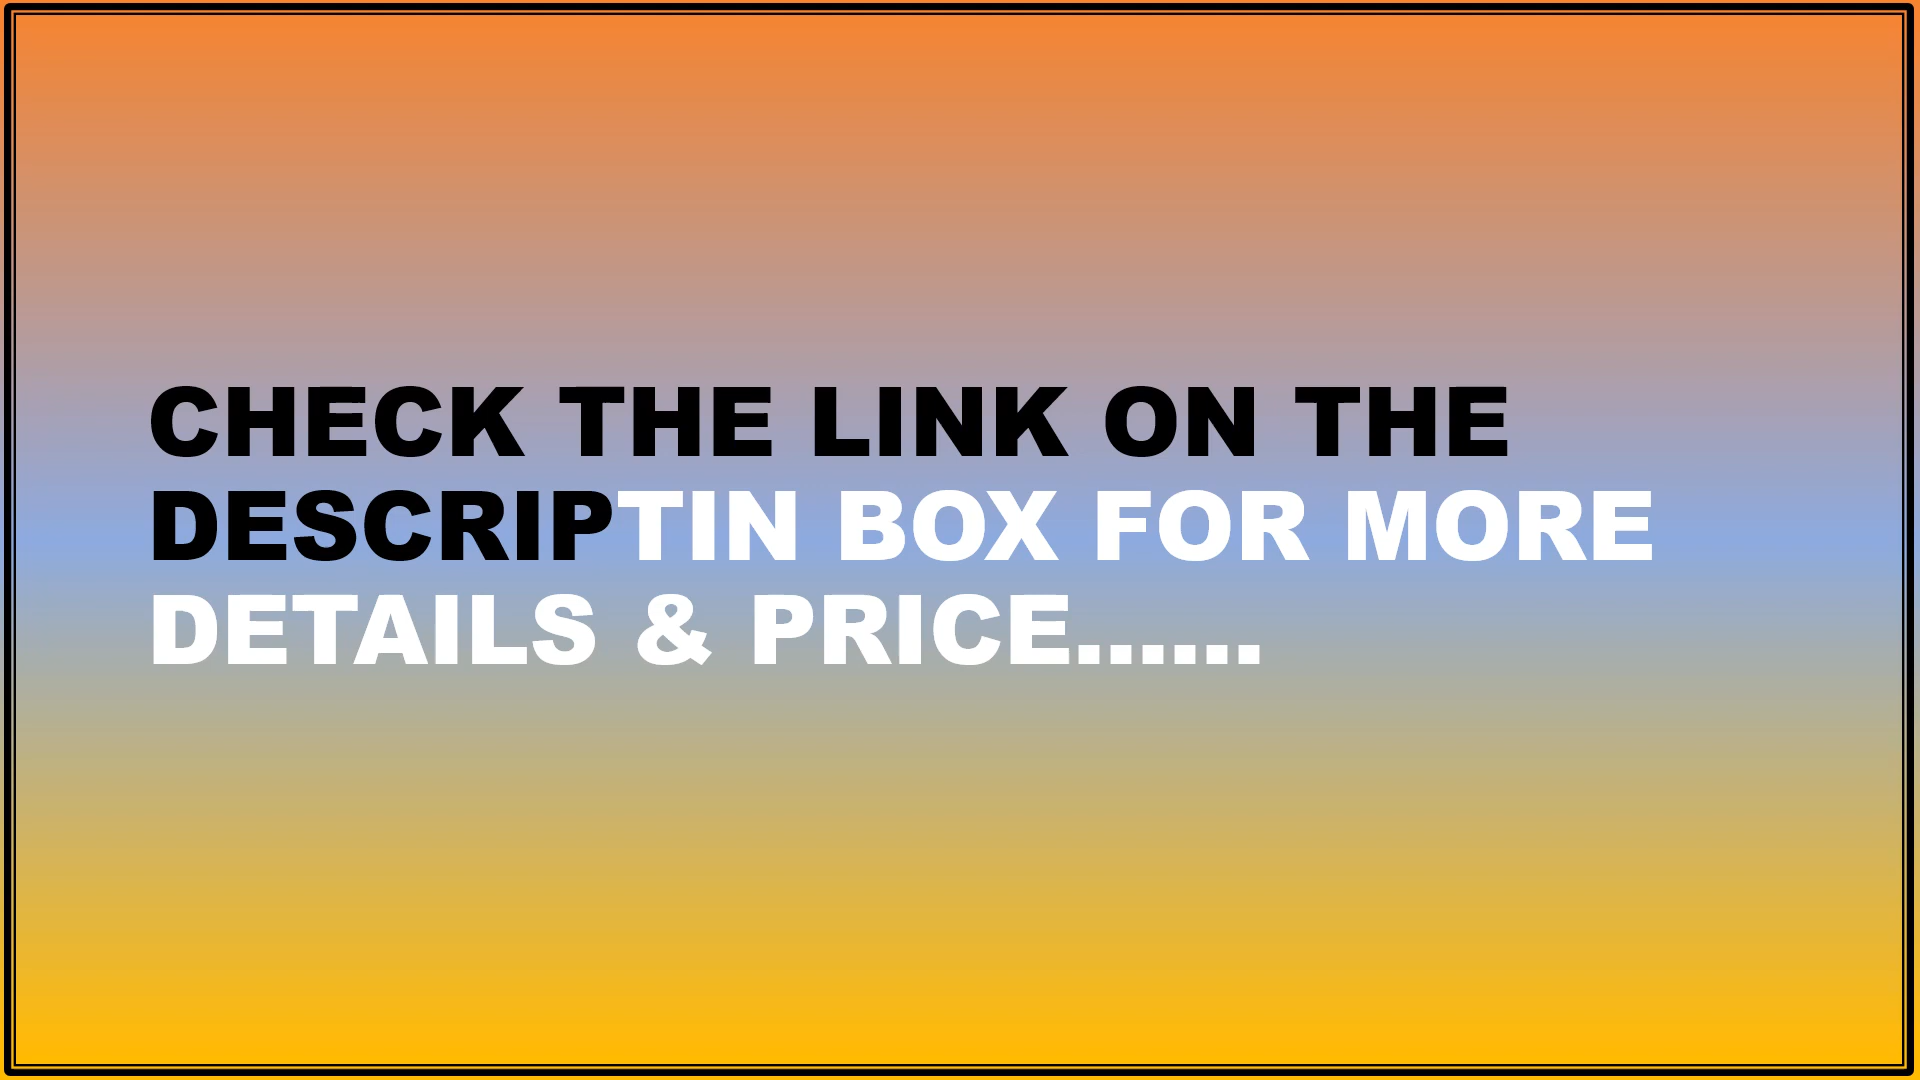 CHECK THE LINK ON THE
DESCRIPTIN BOX FOR MORE
DETAILS & PRICE......